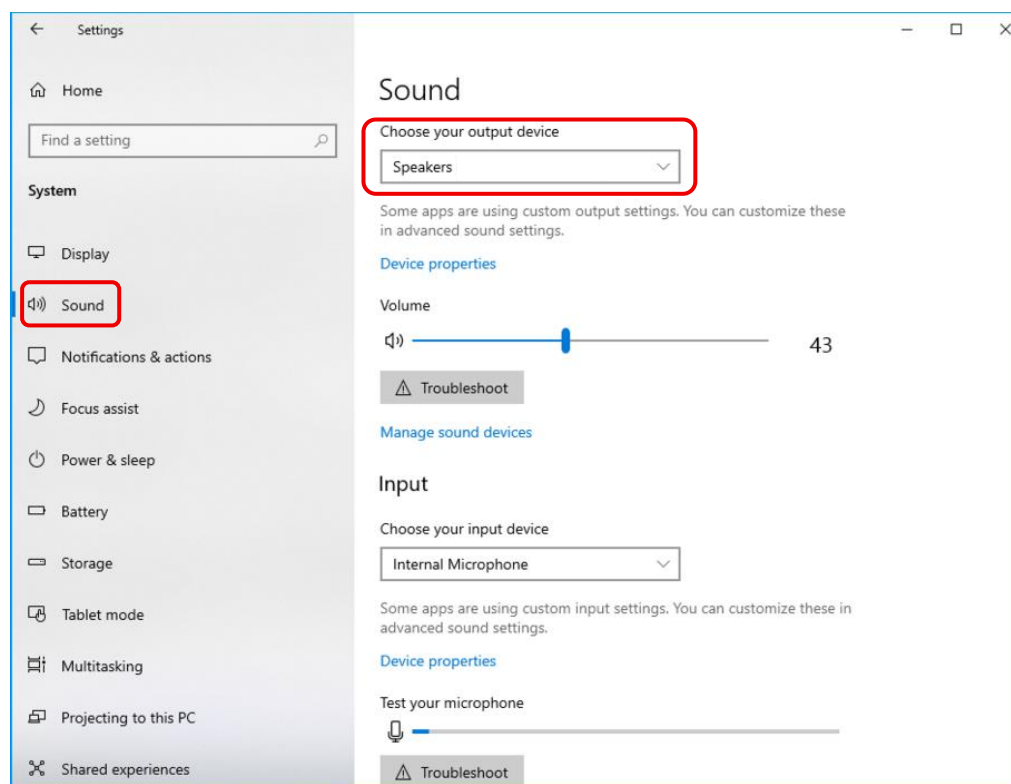 Settings
Home
Find a setting
System
Display
Sound
Notifications & actions
Focus assist
Power & sleep
Battery
Storage
Tablet mode
Multitasking
Projecting to this PC
Shared experiences
Sound
Choose your output device
Speakers
Some apps are using custom output settings. You can customize these
in advanced sound settings.
Device properties
Volume
43
Troubleshoot
Manage sound devices
Input
Choose your input device
Internal Microphone
Some apps are using custom input settings. You can customize these in
advanced sound settings.
Device properties
Test your microphone
Troubleshoot